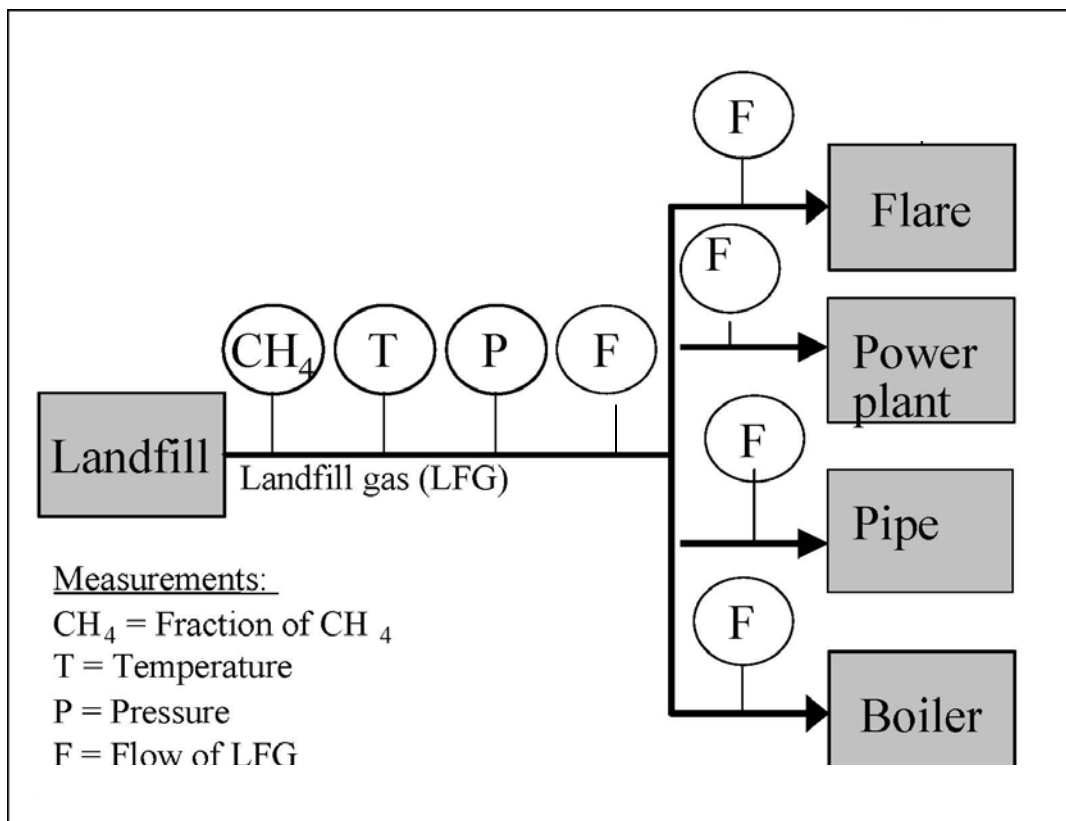 F
Flare
F
Power
plant
CH₄
T
P
F
Landfill
Landfill gas (LFG)
F
Pipe
F
Boiler
Measurements:
CH₄ = Fraction of CH ₄
T = Temperature
P = Pressure
F = Flow of LFG